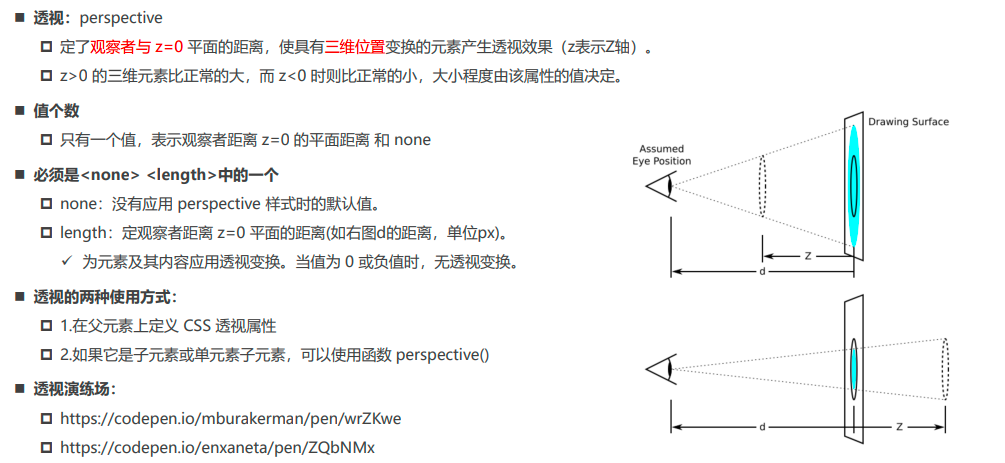 透视：perspective
定了观察者与 z=0 平面的距离，使具有三维位置变换的元素产生透视效果（z表示Z轴）。
z>0 的三维元素比正常的大，而 z<0 时则比正常的小，大小程度由该属性的值决定。
值个数
只有一个值，表示观察者距离 z=0 的平面距离 和 none
必须是<none> <length>中的一个
none：没有应用 perspective 样式时的默认值。
length：定观察者距离 z=0 平面的距离(如右图d的距离，单位px)。
✓ 为元素及其内容应用透视变换。当值为 0 或负值时，无透视变换。
透视的两种使用方式：
1.在父元素上定义 CSS 透视属性
2.如果它是子元素或单元素子元素，可以使用函数 perspective()
透视演练场：
https://codepen.io/mburakerman/pen/wrZKwe
https://codepen.io/enxaneta/pen/ZQbNMx
Drawing Surface
Assumed
Eye Position
Z
d
d
Z